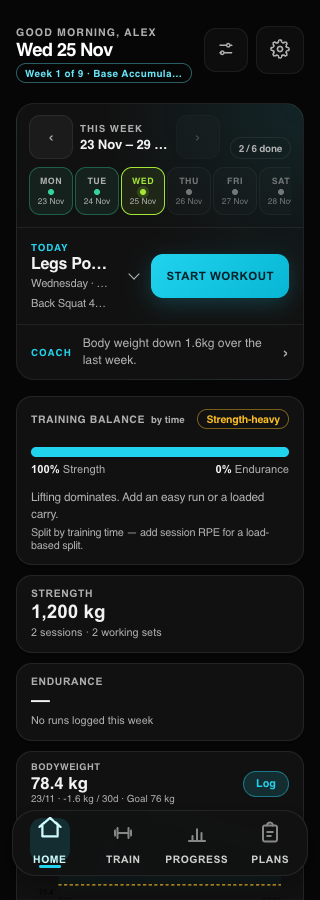 GOOD MORNING, ALEX
Wed 25 Nov
Week 1 of 9 · Base Accumula...
THIS WEEK
23 Nov – 29 ...
2 / 6 done
MON TUE WED THU FRI SAT
23 Nov 24 Nov 25 Nov 26 Nov 27 Nov 28 Nov
TODAY
Legs Po...
Wednesday · ...
Back Squat 4...
START WORKOUT
COACH
Body weight down 1.6kg over the
last week.
TRAINING BALANCE by time
Strength-heavy
100% Strength
0% Endurance
Lifting dominates. Add an easy run or a loaded
carry.
Split by training time — add session RPE for a load-
based split.
STRENGTH
1,200 kg
2 sessions · 2 working sets
ENDURANCE
—
No runs logged this week
BODYWEIGHT
78.4 kg
23/11 · -1.6 kg / 30d · Goal 76 kg
Log
HOME TRAIN PROGRESS PLANS